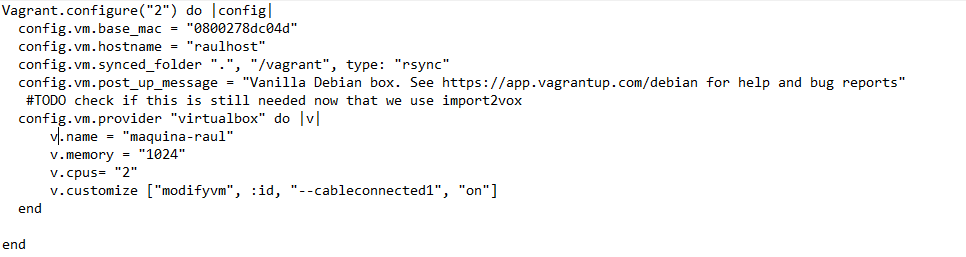 Vagrant.configure("2") do |config|
  config.vm.base_mac = "0800278dc04d"
  config.vm.hostname = "raulhost"
  config.vm.synced_folder ".", "/vagrant", type: "rsync"
  config.vm.post_up_message = "Vanilla Debian box. See https://app.vagrantup.com/debian for help and bug reports"
   #TODO check if this is still needed now that we use import2vox
  config.vm.provider "virtualbox" do |v|
      v.name = "maquina-raul"
      v.memory = "1024"
      v.cpus= "2"
      v.customize ["modifyvm", :id, "--cableconnected1", "on"]
  end

end